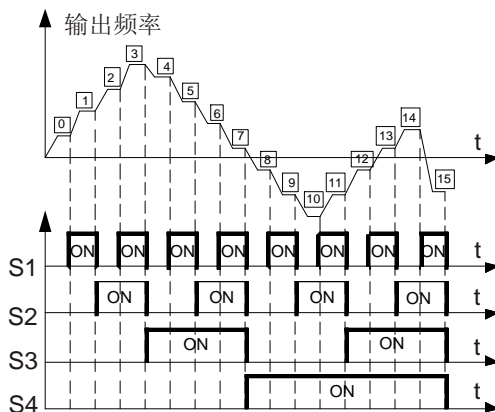 输出频率
0
1
2
3
4
5
6
7
8
9
10
11
12
13
14
15
t
S1 ON ON ON ON ON ON ON ON t
S2 ON ON ON ON t
S3 ON ON t
S4 ON t